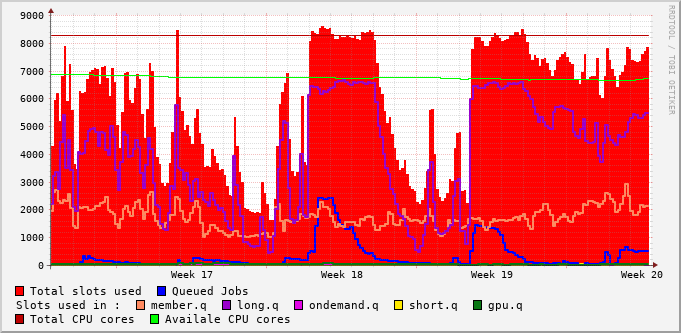 9000
8000
7000
6000
5000
4000
3000
2000
1000
0
Week 17 Week 18 Week 19 Week 20
RRDTOOL / TOBI OETIKER
Total slots used Queued Jobs
Slots used in : member.q long.q ondemand.q short.q gpu.q
Total CPU cores Availale CPU cores